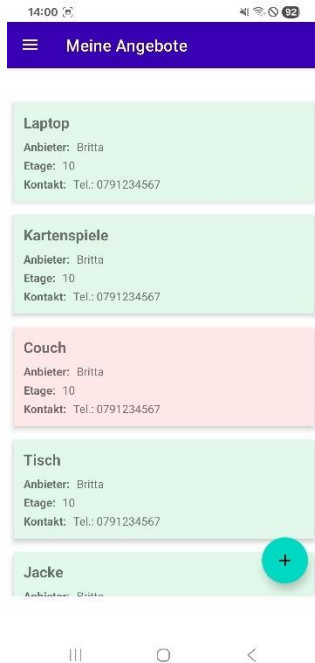 14:00
92
Meine Angebote
Laptop
Anbieter: Britta
Etage: 10
Kontakt: Tel.: 0791234567
Kartenspiele
Anbieter: Britta
Etage: 10
Kontakt: Tel.: 0791234567
Couch
Anbieter: Britta
Etage: 10
Kontakt: Tel.: 0791234567
Tisch
Anbieter: Britta
Etage: 10
Kontakt: Tel.: 0791234567
+
Jacke
Anbieter: Britta